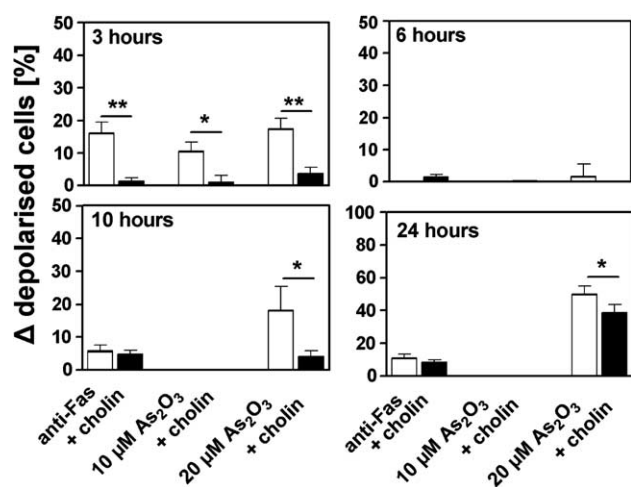 Δ depolarised cells [%]
3 hours
50
40
30
20
10
0
**
*
**
6 hours
50
40
30
20
10
0
10 hours
50
40
30
20
10
0
*
24 hours
100
80
60
40
20
0
*
anti-Fas
+ cholin
10 µM As₂O₃
+ cholin
20 µM As₂O₃
+ cholin
anti-Fas
+ cholin
10 µM As₂O₃
+ cholin
20 µM As₂O₃
+ cholin